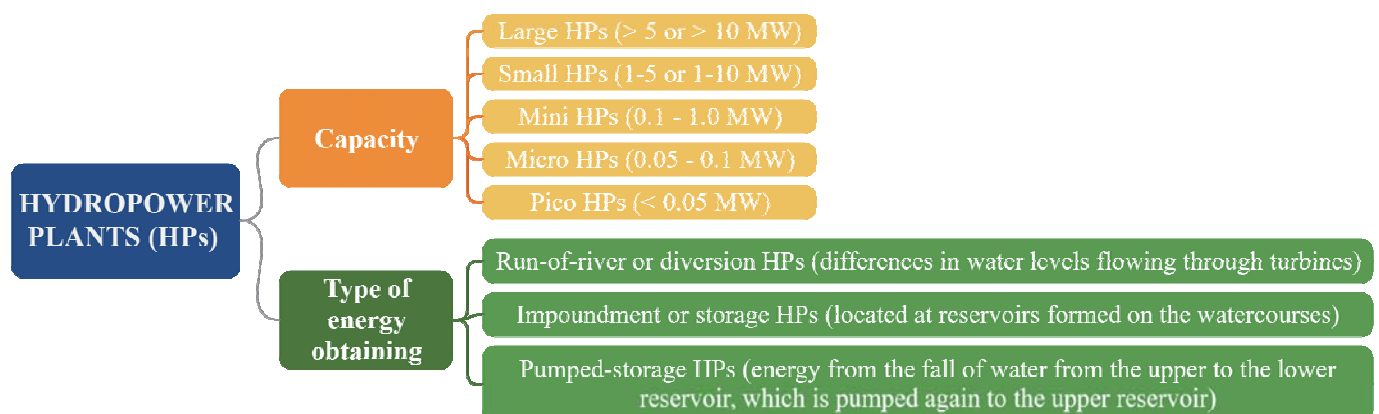 HYDROPOWER
PLANTS (HPs)
Capacity
Large HPs (> 5 or > 10 MW)
Small HPs (1-5 or 1-10 MW)
Mini HPs (0.1 - 1.0 MW)
Micro HPs (0.05 - 0.1 MW)
Pico HPs (< 0.05 MW)
Type of
energy
obtaining
Run-of-river or diversion HPs (differences in water levels flowing through turbines)
Impoundment or storage HPs (located at reservoirs formed on the watercourses)
Pumped-storage HPs (energy from the fall of water from the upper to the lower
reservoir, which is pumped again to the upper reservoir)